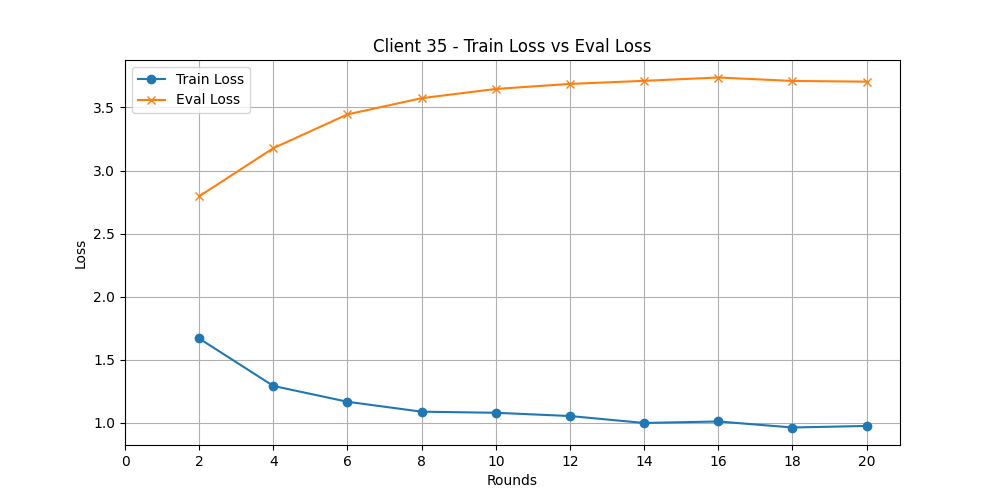 Client 35 - Train Loss vs Eval Loss
Train Loss
Eval Loss
Loss
3.5
3.0
2.5
2.0
1.5
1.0
0 2 4 6 8 10 12 14 16 18 20
Rounds